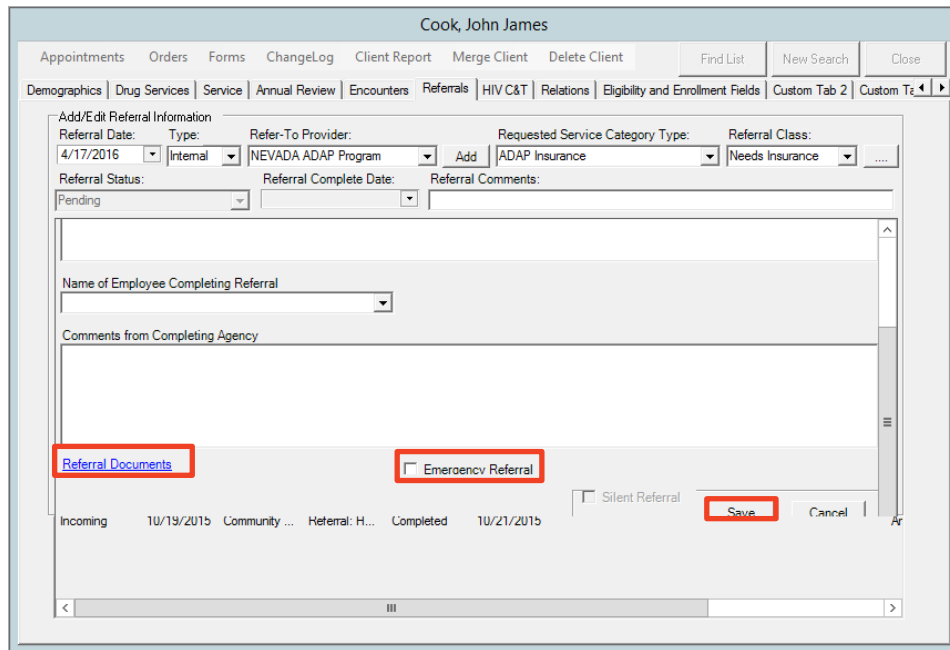 Cook, John James
Appointments Orders Forms ChangeLog Client Report Merge Client Delete Client Find List New Search Close
Demographics Drug Services Service Annual Review Encounters Referrals HIV C&T Relations Eligibility and Enrollment Fields Custom Tab 2 Custom Ta
Add/Edit Referral Information
Referral Date: Type: Refer-To Provider: Requested Service Category Type: Referral Class:
4/17/2016 Internal NEVADA ADAP Program Add ADAP Insurance Needs Insurance ....
Referral Status: Referral Complete Date: Referral Comments:
Pending
Name of Employee Completing Referral
Comments from Completing Agency
Referral Documents Emergency Referral
Silent Referral
Save Cancel
Incoming 10/19/2015 Community ... Referral: H... Completed 10/21/2015 Ar